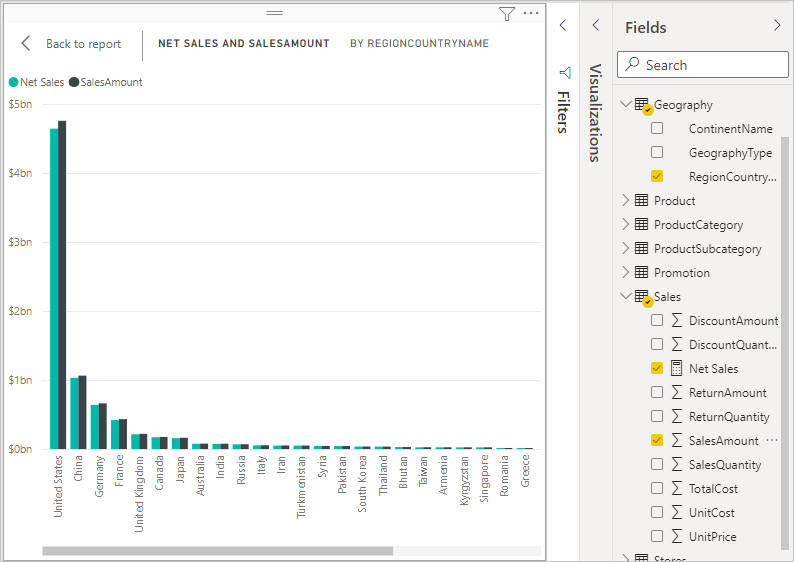 Back to report
NET SALES AND SALESAMOUNT BY REGIONCOUNTRYNAME
Net Sales SalesAmount
$5bn
$4bn
$3bn
$2bn
$1bn
$0bn
United States
China
Germany
France
United Kingdom
Canada
Japan
Australia
India
Russia
Italy
Iran
Turkmenistan
Syria
Pakistan
South Korea
Thailand
Bhutan
Taiwan
Armenia
Kyrgyzstan
Singapore
Romania
Greece
Filters
Visualizations
Fields
Search
Geography
ContinentName
GeographyType
RegionCountry...
Product
ProductCategory
ProductSubcategory
Promotion
Sales
DiscountAmount
DiscountQuant...
Net Sales
ReturnAmount
ReturnQuantity
SalesAmount
SalesQuantity
TotalCost
UnitCost
UnitPrice
Stores